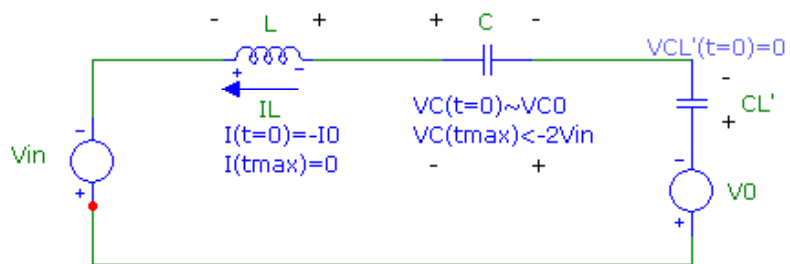 - L + + C -
VCL'(t=0)=0
+ -
IL
- CL'
+
I(t=0)=-I0
I(tmax)=0
VC(t=0)~VC0
VC(tmax)<-2Vin
- +
-
Vin
+
-
V0
+